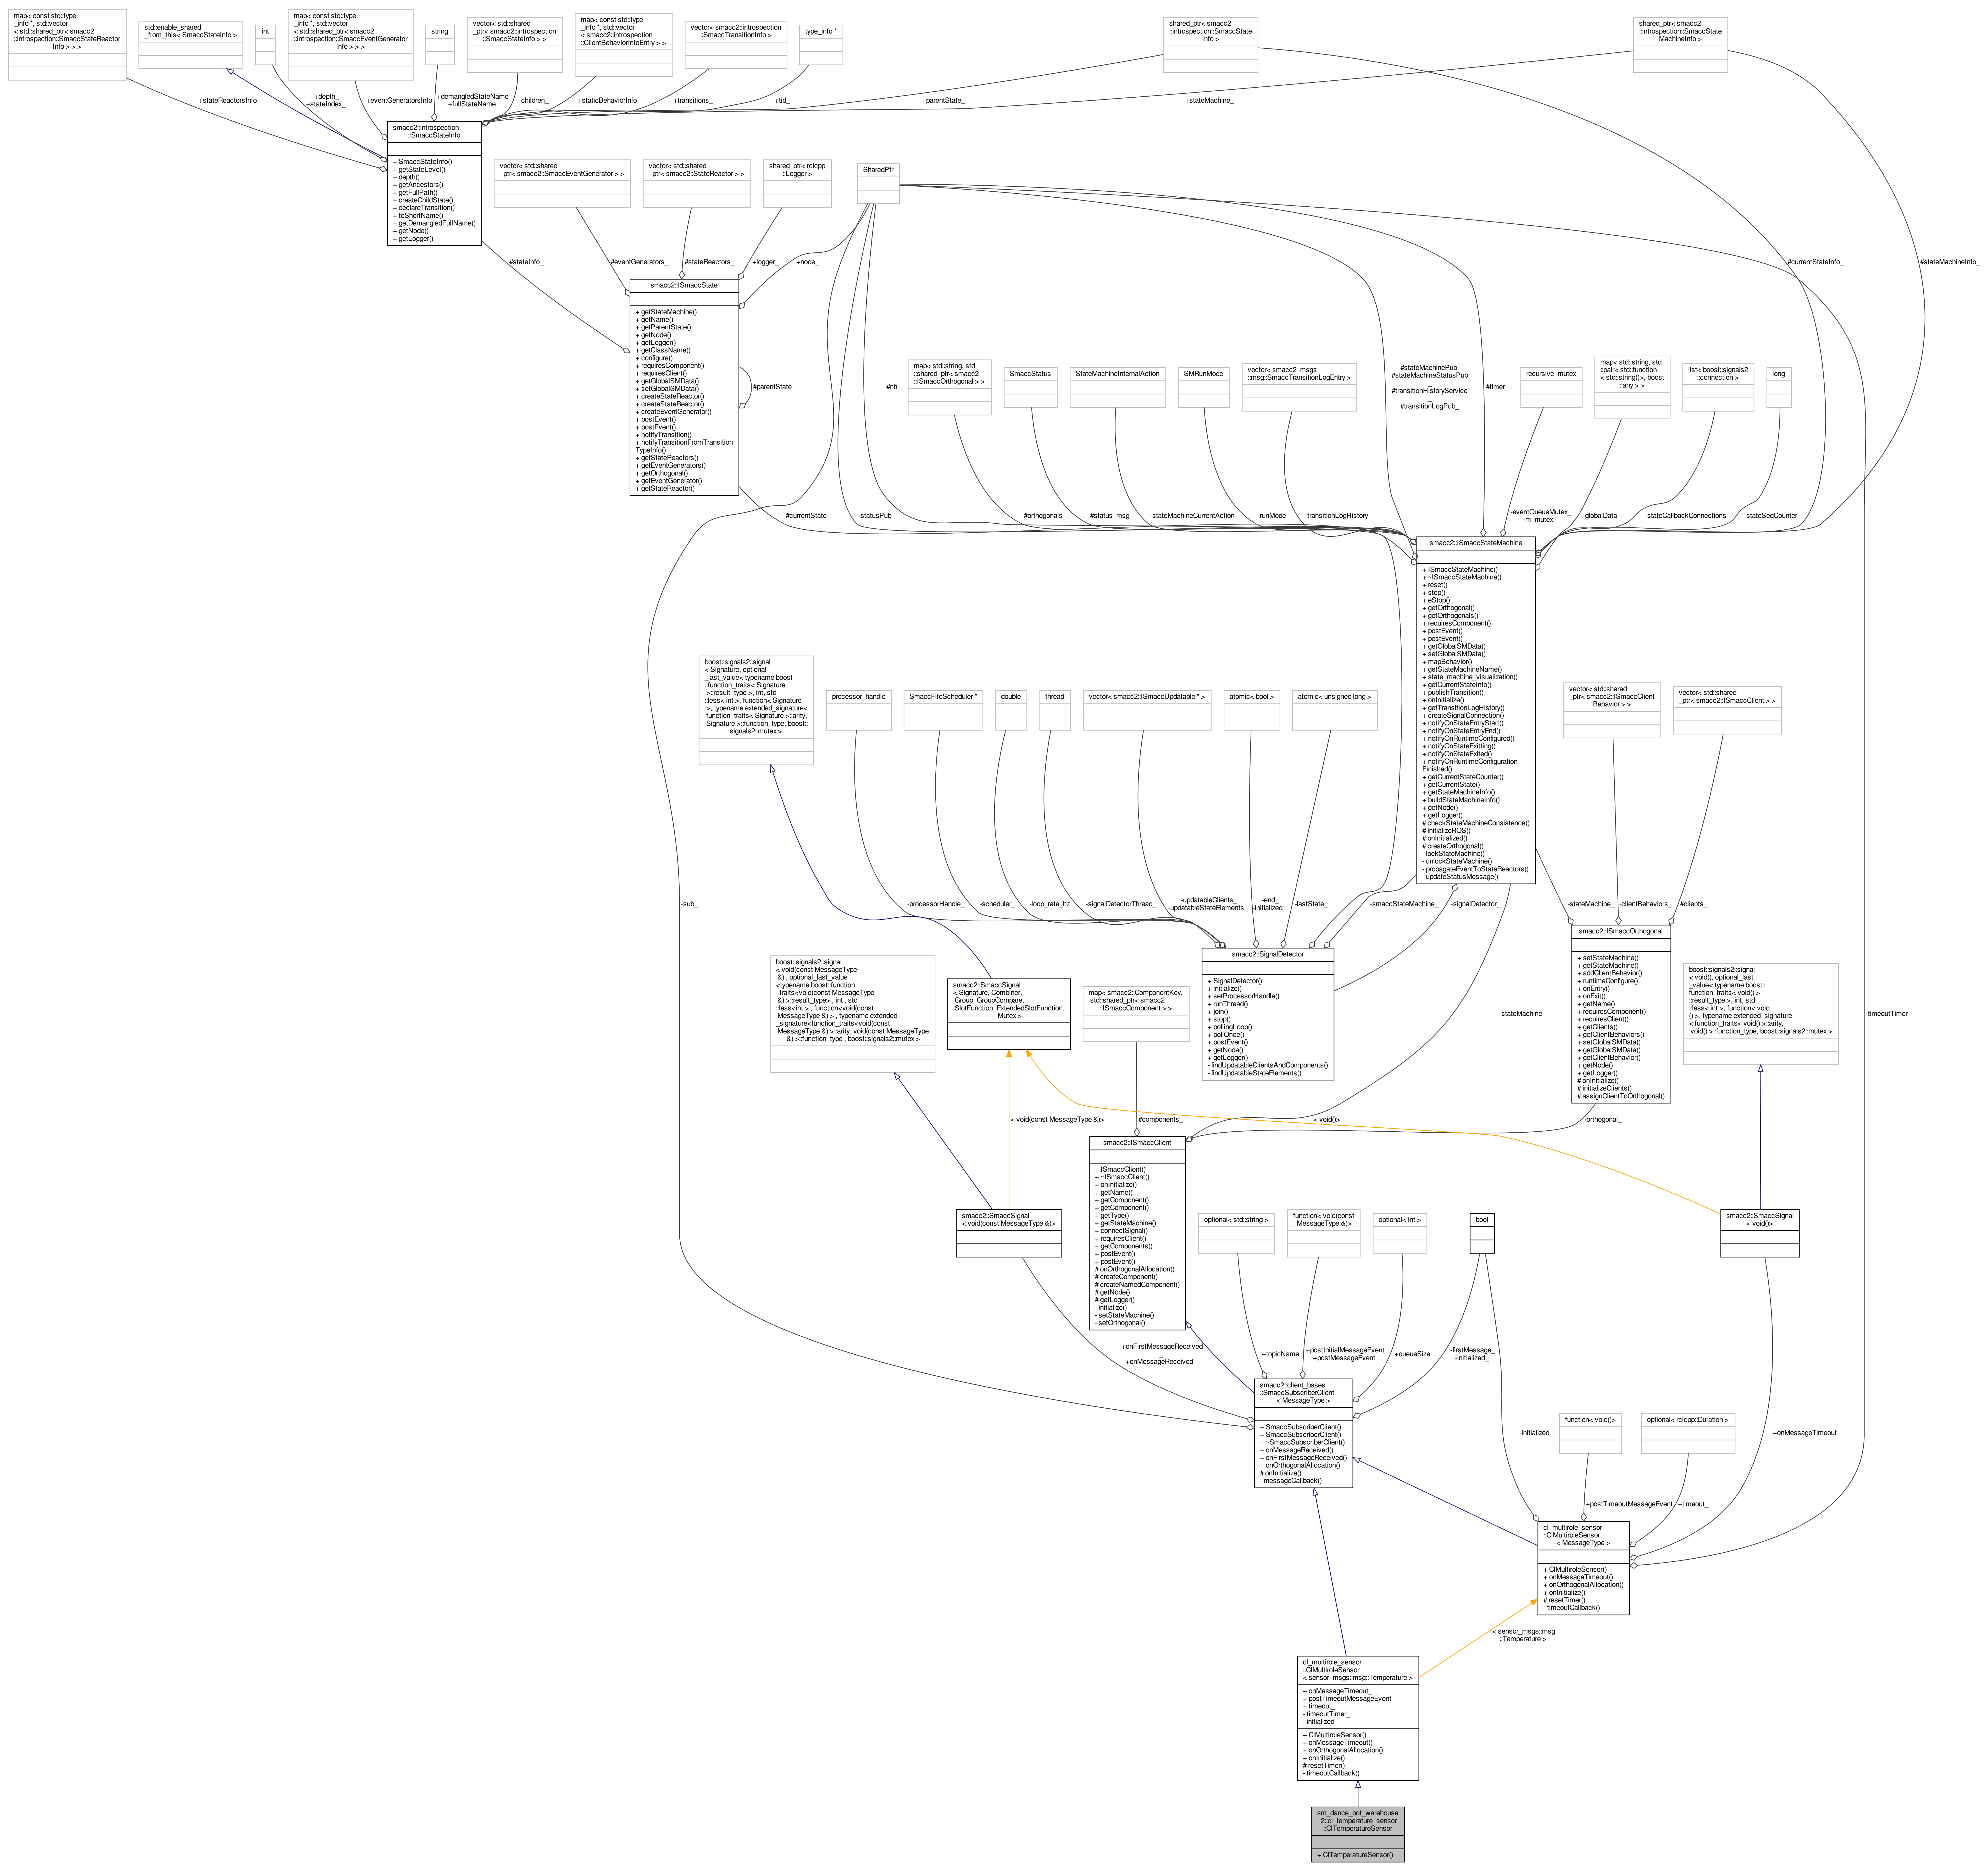 map< const std::type
_info *, std::vector
< std::shared_ptr< smacc2
::introspection::SmaccStateReactor
Info > > >
std::enable_shared
_from_this< SmaccStateInfo >
int
map< const std::type
_info *, std::vector
< std::shared_ptr< smacc2
::introspection::SmaccEventGenerator
Info > > >
string
vector< std::shared
_ptr< smacc2::introspection
::SmaccStateInfo > >
map< const std::type
_info *, std::vector
< smacc2::introspection
::ClientBehaviorInfoEntry > >
vector< smacc2::introspection
::SmaccTransitionInfo >
type_info *
shared_ptr< smacc2
::introspection::SmaccState
Info >
shared_ptr< smacc2
::introspection::SmaccState
MachineInfo >
+stateReactorsInfo
+depth_
+stateIndex_
+eventGeneratorsInfo
+demangledStateName
+fullStateName
+children_
+staticBehaviorInfo
+transitions_
+tid_
+parentState_
+stateMachine_
smacc2::introspection
::SmaccStateInfo
+ SmaccStateInfo()
+ getStateLevel()
+ depth()
+ getAncestors()
+ getFullPath()
+ createChildState()
+ declareTransition()
+ toShortName()
+ getDemangledFullName()
+ getNode()
+ getLogger()
vector< std::shared
_ptr< smacc2::SmaccEventGenerator > >
vector< std::shared
_ptr< smacc2::StateReactor > >
shared_ptr< rclcpp
::Logger >
SharedPtr
#stateInfo_
#eventGenerators_
#stateReactors_
+logger_
+node_
#currentStateInfo_
#stateMachineInfo_
smacc2::ISmaccState
+ getStateMachine()
+ getName()
+ getParentState()
+ getNode()
+ getLogger()
+ getClassName()
+ configure()
+ requiresComponent()
+ requiresClient()
+ getGlobalSMData()
+ setGlobalSMData()
+ createStateReactor()
+ createStateReactor()
+ createEventGenerator()
+ postEvent()
+ postEvent()
+ notifyTransition()
+ notifyTransitionFromTransition
TypeInfo()
+ getStateReactors()
+ getEventGenerators()
+ getOrthogonal()
+ getEventGenerator()
+ getStateReactor()
#parentState_
#nh_
map< std::string, std
::shared_ptr< smacc2
::ISmaccOrthogonal > >
SmaccStatus
StateMachineInternalAction
SMRunMode
vector< smacc2_msgs
::msg::SmaccTransitionLogEntry >
#stateMachinePub_
#stateMachineStatusPub
_
#transitionHistoryService
_
#transitionLogPub_
#timer_
recursive_mutex
map< std::string, std
::pair< std::function
< std::string()>, boost
::any > >
list< boost::signals2
::connection >
long
#currentState_
-statusPub_
#orthogonals_
#status_msg_
-stateMachineCurrentAction
-runMode_
-transitionLogHistory_
-eventQueueMutex_
-m_mutex_
-globalData_
-stateCallbackConnections
-stateSeqCounter_
smacc2::ISmaccStateMachine
+ ISmaccStateMachine()
+ ~ISmaccStateMachine()
+ reset()
+ stop()
+ eStop()
+ getOrthogonal()
+ getOrthogonals()
+ requiresComponent()
+ postEvent()
+ postEvent()
+ getGlobalSMData()
+ setGlobalSMData()
+ mapBehavior()
+ getStateMachineName()
+ state_machine_visualization()
+ getCurrentStateInfo()
+ publishTransition()
+ onInitialize()
+ getTransitionLogHistory()
+ createSignalConnection()
+ notifyOnStateEntryStart()
+ notifyOnStateEntryEnd()
+ notifyOnRuntimeConfigured()
+ notifyOnStateExitting()
+ notifyOnStateExited()
+ notifyOnRuntimeConfiguration
Finished()
+ getCurrentStateCounter()
+ getCurrentState()
+ getStateMachineInfo()
+ buildStateMachineInfo()
+ getNode()
+ getLogger()
# checkStateMachineConsistence()
# initializeROS()
# onInitialized()
# createOrthogonal()
- lockStateMachine()
- unlockStateMachine()
- propagateEventToStateReactors()
- updateStatusMessage()
boost::signals2::signal
< Signature, optional
_last_value< typename boost
::function_traits< Signature
>::result_type >, int, std
::less< int >, function< Signature
>, typename extended_signature<
function_traits< Signature >::arity,
Signature >::function_type, boost::
signals2::mutex >
processor_handle
SmaccFifoScheduler *
double
thread
vector< smacc2::ISmaccUpdatable * >
atomic< bool >
atomic< unsigned long >
vector< std::shared
_ptr< smacc2::ISmaccClient
Behavior > >
vector< std::shared
_ptr< smacc2::ISmaccClient > >
-sub_
-processorHandle_
-scheduler_
-loop_rate_hz
-signalDetectorThread_
-updatableClients_
-updatableStateElements_
-end_
-initialized_
-lastState_
-smaccStateMachine_
-signalDetector_
-stateMachine_
-clientBehaviors_
#clients_
smacc2::SignalDetector
+ SignalDetector()
+ initialize()
+ setProcessorHandle()
+ runThread()
+ join()
+ stop()
+ pollingLoop()
+ pollOnce()
+ postEvent()
+ getNode()
+ getLogger()
- findUpdatableClientsAndComponents()
- findUpdatableStateElements()
smacc2::ISmaccOrthogonal
+ setStateMachine()
+ getStateMachine()
+ addClientBehavior()
+ runtimeConfigure()
+ onEntry()
+ onExit()
+ getName()
+ requiresComponent()
+ requiresClient()
+ getClients()
+ getClientBehaviors()
+ setGlobalSMData()
+ getGlobalSMData()
+ getClientBehavior()
+ getNode()
+ getLogger()
# onInitialize()
# initializeClients()
# assignClientToOrthogonal()
boost::signals2::signal
< void(const MessageType
&) , optional_last_value
<typename boost::function
_traits<void(const MessageType
&) >::result_type> , int , std
::less<int > , function<void(const
MessageType &) > , typename extended
_signature<function_traits<void(const
MessageType &) >::arity, void(const MessageType
&) >::function_type , boost::signals2::mutex >
smacc2::SmaccSignal
< Signature, Combiner,
Group, GroupCompare,
SlotFunction, ExtendedSlotFunction,
Mutex >
map< smacc2::ComponentKey,
std::shared_ptr< smacc2
::ISmaccComponent > >
boost::signals2::signal
< void(), optional_last
_value< typename boost::
function_traits< void() >
::result_type >, int, std
::less< int >, function< void
() >, typename extended_signature
< function_traits< void() >::arity,
void() >::function_type, boost::signals2::mutex >
-stateMachine_
-timeoutTimer_
< void(const MessageType &)>
#components_
< void()>
-orthogonal_
smacc2::ISmaccClient
+ ISmaccClient()
+ ~ISmaccClient()
+ onInitialize()
+ getName()
+ getComponent()
+ getComponent()
+ getType()
+ getStateMachine()
+ connectSignal()
+ requiresClient()
+ getComponents()
+ postEvent()
+ postEvent()
# onOrthogonalAllocation()
# createComponent()
# createNamedComponent()
# getNode()
# getLogger()
- initialize()
- setStateMachine()
- setOrthogonal()
smacc2::SmaccSignal
< void(const MessageType &)>
optional< std::string >
function< void(const
MessageType &)>
optional< int >
bool
smacc2::SmaccSignal
< void()>
+onFirstMessageReceived
_
+onMessageReceived_
+topicName
+postInitialMessageEvent
+postMessageEvent
+queueSize
-firstMessage_
-initialized_
smacc2::client_bases
::SmaccSubscriberClient
< MessageType >
+ SmaccSubscriberClient()
+ SmaccSubscriberClient()
+ ~SmaccSubscriberClient()
+ onMessageReceived()
+ onFirstMessageReceived()
+ onOrthogonalAllocation()
# onInitialize()
- messageCallback()
function< void()>
optional< rclcpp::Duration >
-initialized_
+onMessageTimeout_
+postTimeoutMessageEvent
+timeout_
cl_multirole_sensor
::ClMultiroleSensor
< MessageType >
+ ClMultiroleSensor()
+ onMessageTimeout()
+ onOrthogonalAllocation()
+ onInitialize()
# resetTimer()
- timeoutCallback()
< sensor_msgs::msg
::Temperature >
cl_multirole_sensor
::ClMultiroleSensor
< sensor_msgs::msg::Temperature >
+ onMessageTimeout_
+ postTimeoutMessageEvent
+ timeout_
- timeoutTimer_
- initialized_
+ ClMultiroleSensor()
+ onMessageTimeout()
+ onOrthogonalAllocation()
+ onInitialize()
# resetTimer()
- timeoutCallback()
sm_dance_bot_warehouse
_2::cl_temperature_sensor
::ClTemperatureSensor
+ ClTemperatureSensor()